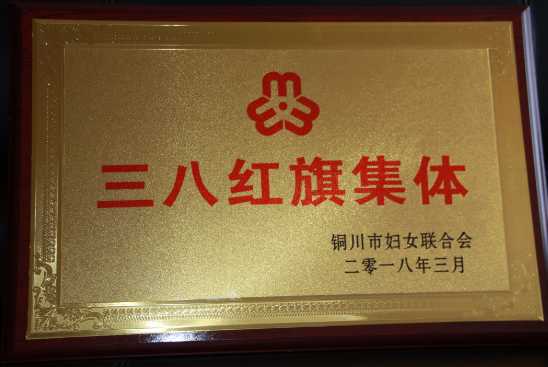 三八红旗集体
铜川市妇女联合会
二零一八年三月